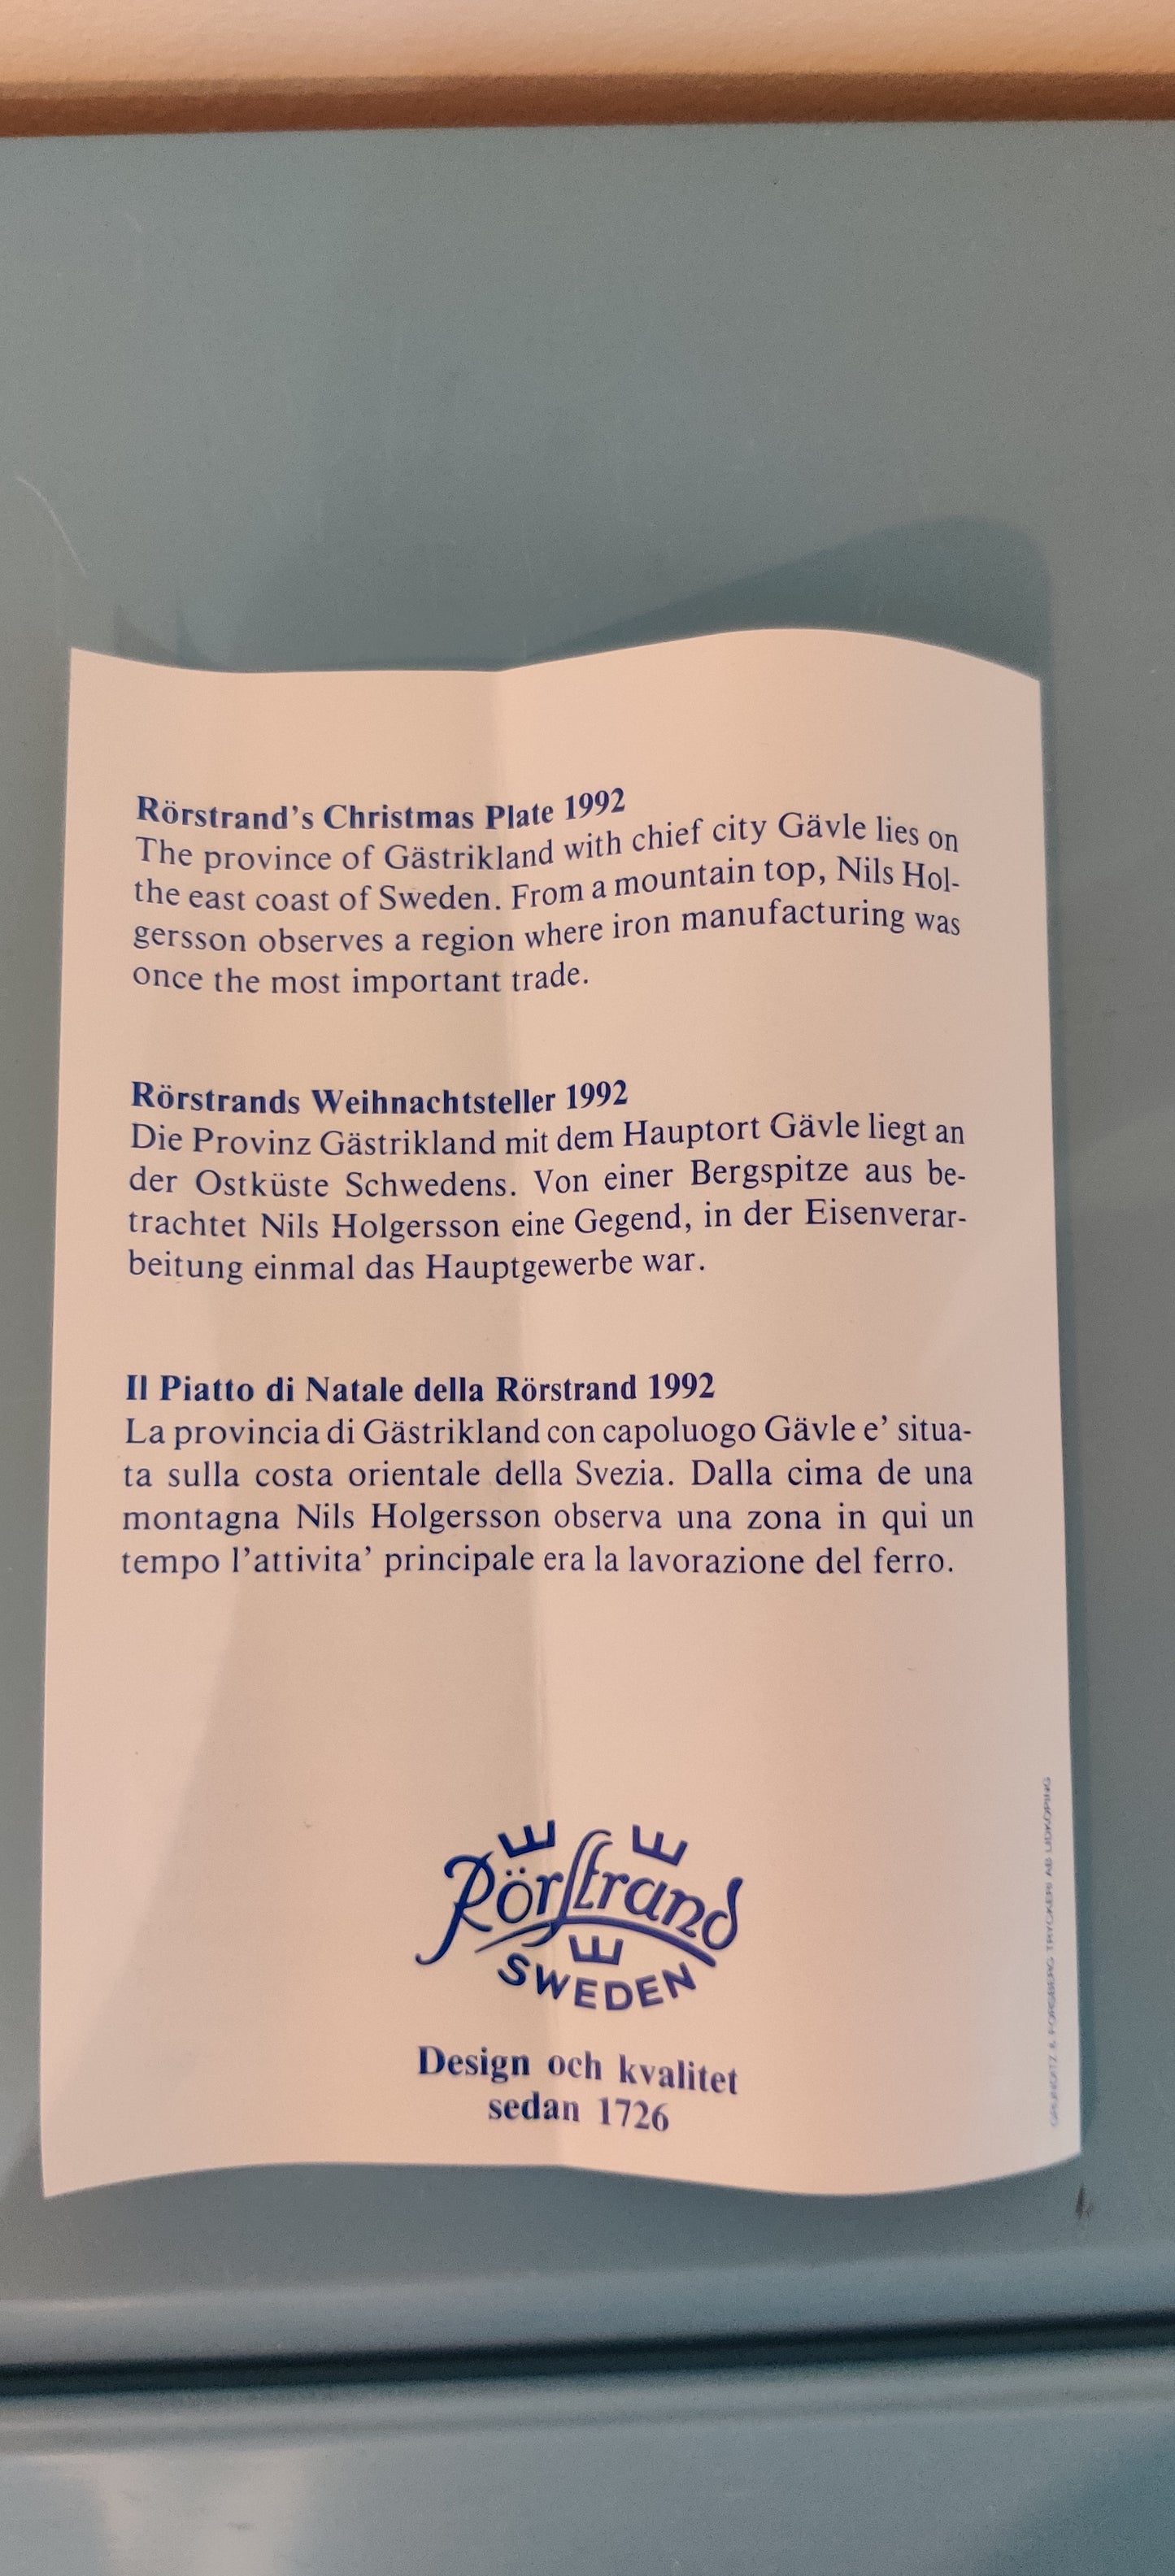 Rörstrand's Christmas Plate 1992
The province of Gästrikland with chief city Gävle lies on
the east coast of Sweden. From a mountain top, Nils Hol-
gersson observes a region where iron manufacturing was
once the most important trade.
Rörstrands Weihnachtsteller 1992
Die Provinz Gästrikland mit dem Hauptort Gävle liegt an
der Ostküste Schwedens. Von einer Bergspitze aus be-
trachtet Nils Holgersson eine Gegend, in der Eisenverar-
beitung einmal das Hauptgewerbe war.
Il Piatto di Natale della Rörstrand 1992
La provincia di Gästrikland con capoluogo Gävle e' situa-
ta sulla costa orientale della Svezia. Dalla cima de una
montagna Nils Holgersson observa una zona in qui un
tempo l'attivita' principale era la lavorazione del ferro.
Rörstrand
SWEDEN
Design och kvalitet
sedan 1726
GRUNDITZ & FORSBERG TRYCKERI AB LIDKÖPING